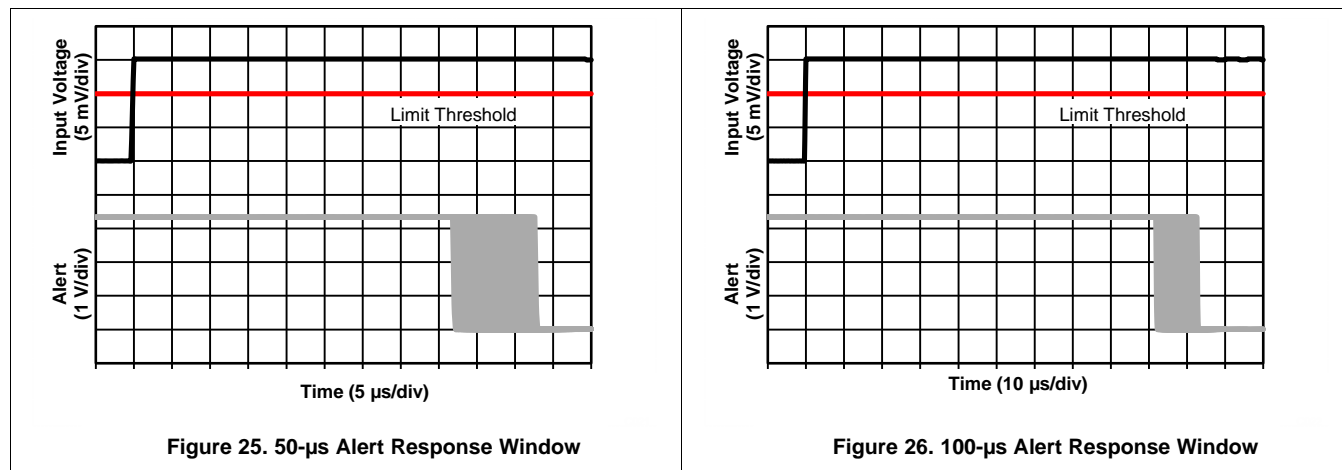 Input Voltage
(5 mV/div)
Limit Threshold
Alert
(1 V/div)
Time (5 µs/div)
Figure 25. 50-µs Alert Response Window
Input Voltage
(5 mV/div)
Limit Threshold
Alert
(1 V/div)
Time (10 µs/div)
Figure 26. 100-µs Alert Response Window